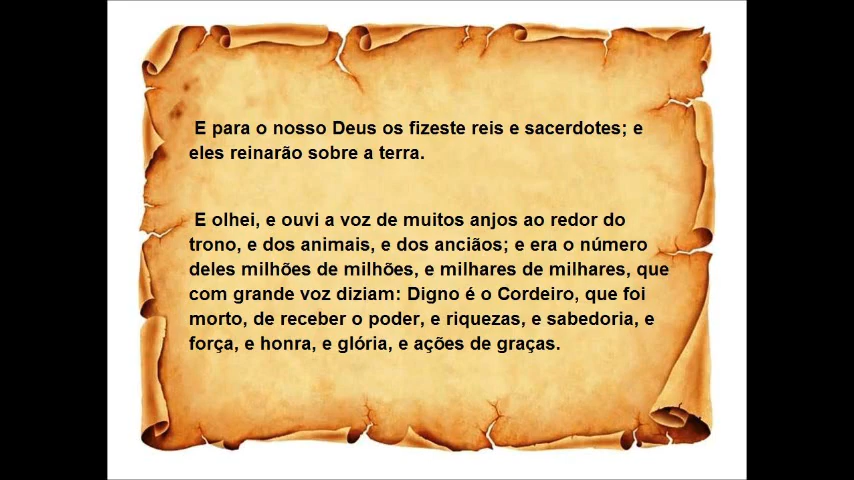 E para o nosso Deus os fizeste reis e sacerdotes; e
eles reinarão sobre a terra.
E olhei, e ouvi a voz de muitos anjos ao redor do
trono, e dos animais, e dos anciãos; e era o número
deles milhões de milhões, e milhares de milhares, que
com grande voz diziam: Digno é o Cordeiro, que foi
morto, de receber o poder, e riquezas, e sabedoria, e
força, e honra, e glória, e ações de graças.